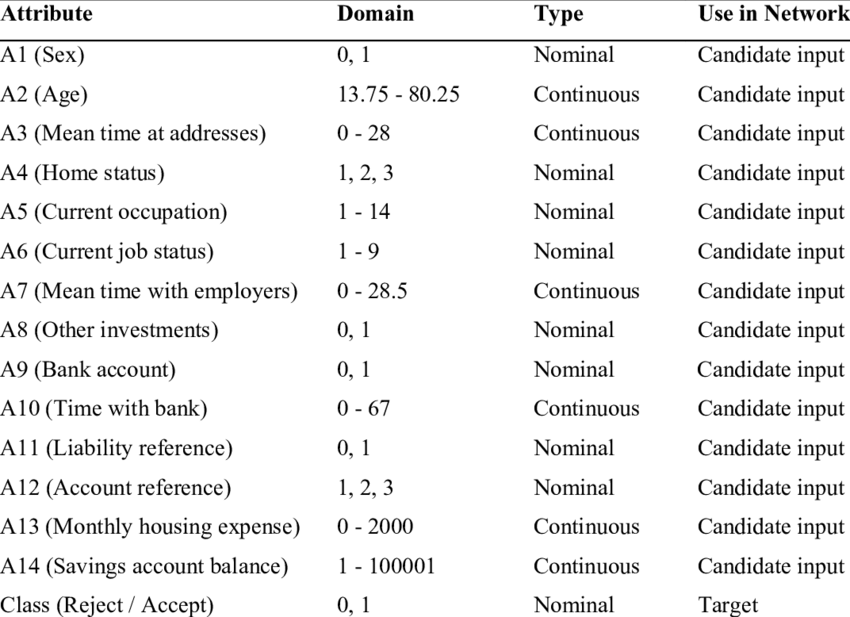 Attribute Domain Type Use in Network
A1 (Sex) 0, 1 Nominal Candidate input
A2 (Age) 13.75 - 80.25 Continuous Candidate input
A3 (Mean time at addresses) 0 - 28 Continuous Candidate input
A4 (Home status) 1, 2, 3 Nominal Candidate input
A5 (Current occupation) 1 - 14 Nominal Candidate input
A6 (Current job status) 1 - 9 Nominal Candidate input
A7 (Mean time with employers) 0 - 28.5 Continuous Candidate input
A8 (Other investments) 0, 1 Nominal Candidate input
A9 (Bank account) 0, 1 Nominal Candidate input
A10 (Time with bank) 0 - 67 Continuous Candidate input
A11 (Liability reference) 0, 1 Nominal Candidate input
A12 (Account reference) 1, 2, 3 Nominal Candidate input
A13 (Monthly housing expense) 0 - 2000 Continuous Candidate input
A14 (Savings account balance) 1 - 100001 Continuous Candidate input
Class (Reject / Accept) 0, 1 Nominal Target